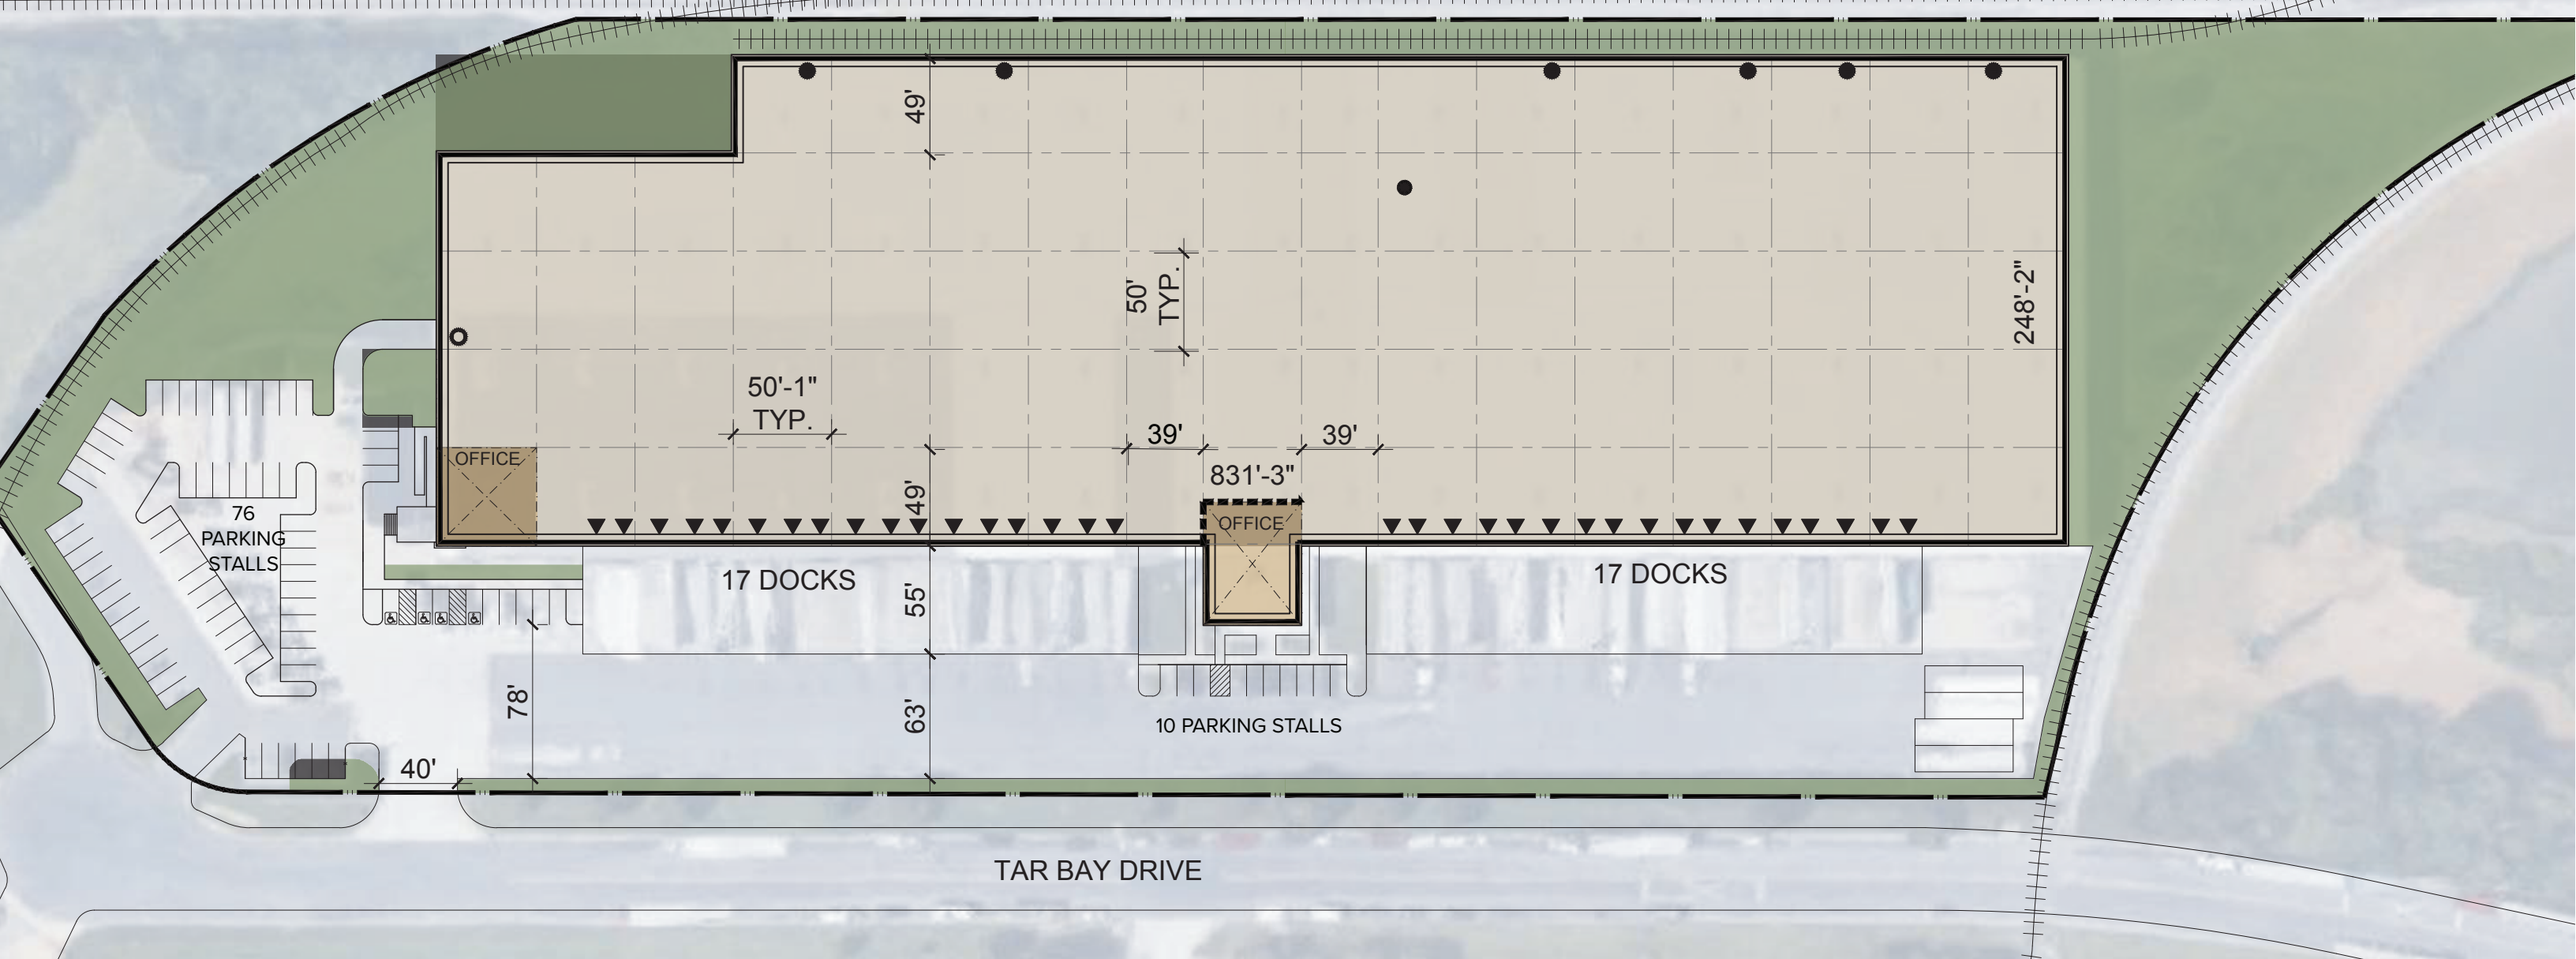 49'
50'
TYP.
248'-2"
50'-1"
TYP.
39'
39'
OFFICE
831'-3"
49'
OFFICE
76
PARKING
STALLS
17 DOCKS
17 DOCKS
55'
78'
63'
10 PARKING STALLS
40'
TAR BAY DRIVE